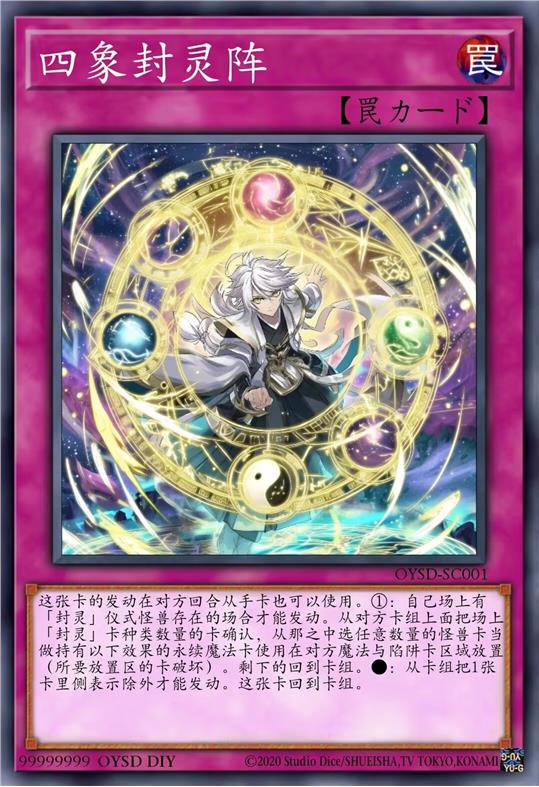 四象封灵阵
罠
【罠カード】
OYSD-SC001
这张卡的发动在对方回合从手卡也可以使用。①：自己场上有
「封灵」仪式怪兽存在的场合才能发动。从对方卡组上面把场上
「封灵」卡种类数量的卡确认，从那之中选任意数量的怪兽卡当
做持有以下效果的永续魔法卡使用在对方魔法与陷阱卡区域放置
（所要放置区的卡破坏）。剩下的回到卡组。●：从卡组把1张
卡里侧表示除外才能发动。这张卡回到卡组。
99999999 OYSD DIY ©2020 Studio Dice/SHUEISHA,TV TOKYO,KONAMI